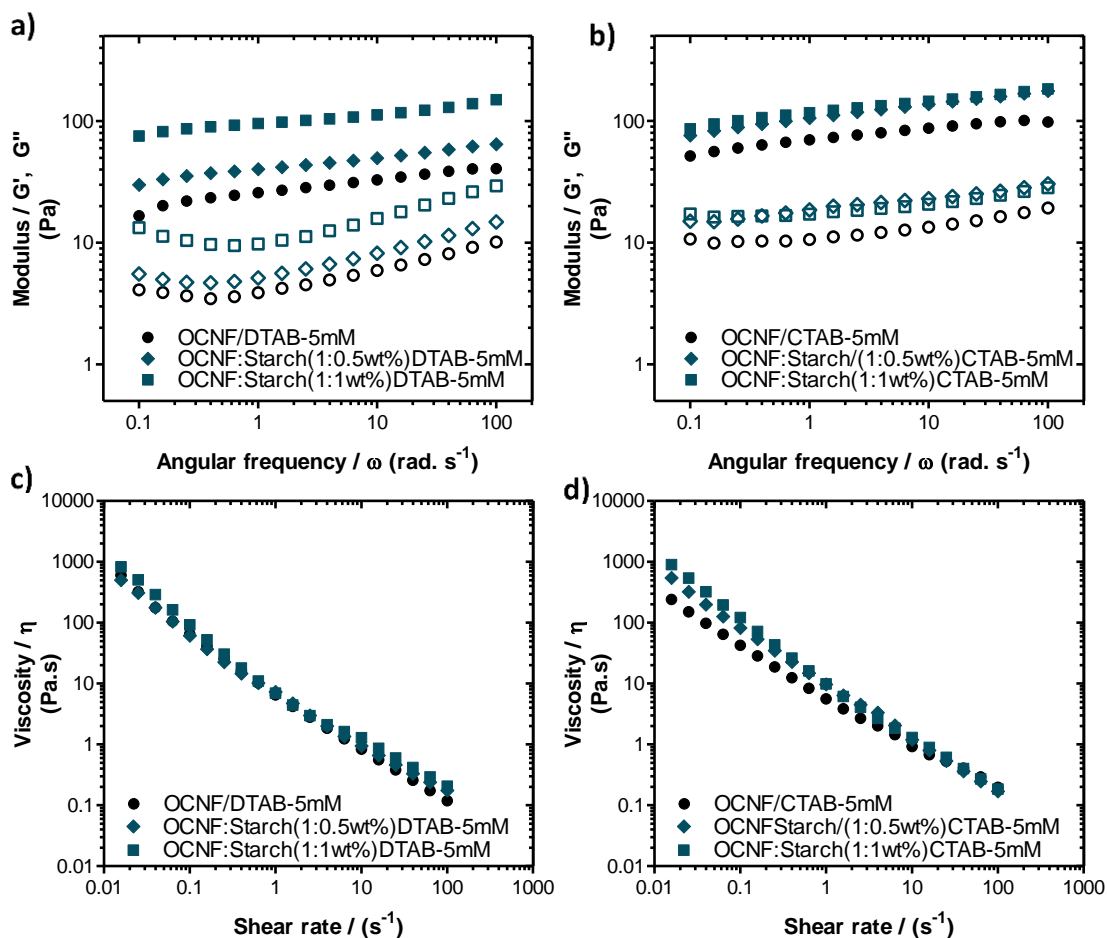 a)
Modulus / G', G''
(Pa)
100
10
1
OCNF/DTAB-5mM
OCNF:Starch(1:0.5wt%)DTAB-5mM
OCNF:Starch(1:1wt%)DTAB-5mM
0.1 1 10 100
Angular frequency / ω (rad. s-1)
b)
Modulus / G', G''
(Pa)
100
10
1
OCNF/CTAB-5mM
OCNF:Starch/(1:0.5wt%)CTAB-5mM
OCNF:Starch(1:1wt%)CTAB-5mM
0.1 1 10 100
Angular frequency / ω (rad. s-1)
c)
Viscosity / η
(Pa.s)
10000
1000
100
10
1
0.1
0.01
OCNF/DTAB-5mM
OCNF:Starch(1:0.5wt%)DTAB-5mM
OCNF:Starch(1:1wt%)DTAB-5mM
0.01 0.1 1 10 100 1000
Shear rate / (s-1)
d)
Viscosity / η
(Pa.s)
10000
1000
100
10
1
0.1
0.01
OCNF/CTAB-5mM
OCNFStarch/(1:0.5wt%)CTAB-5mM
OCNF:Starch(1:1wt%)CTAB-5mM
0.01 0.1 1 10 100 1000
Shear rate / (s-1)